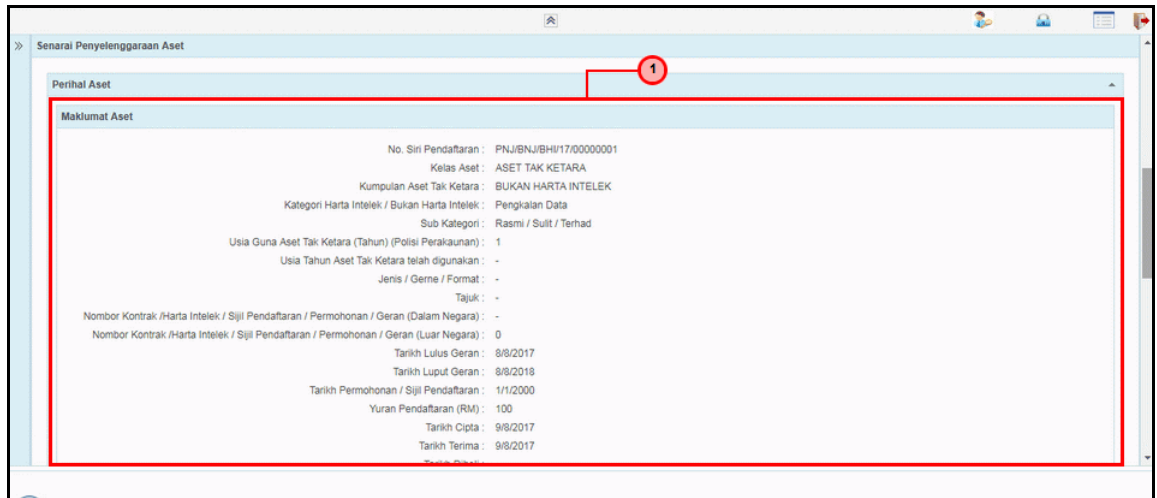 Senarai Penyelenggaraan Aset
1
Perihal Aset
Maklumat Aset
No. Siri Pendaftaran : PNJ/BNJ/BHI/17/00000001
Kelas Aset : ASET TAK KETARA
Kumpulan Aset Tak Ketara : BUKAN HARTA INTELEK
Kategori Harta Intelek / Bukan Harta Intelek : Pengkalan Data
Sub Kategori : Rasmi / Sulit / Terhad
Usia Guna Aset Tak Ketara (Tahun) (Polisi Perakaunan) : 1
Usia Tahun Aset Tak Ketara telah digunakan : -
Jenis / Gerne / Format : -
Tajuk : -
Nombor Kontrak /Harta Intelek / Sijil Pendaftaran / Permohonan / Geran (Dalam Negara) : -
Nombor Kontrak /Harta Intelek / Sijil Pendaftaran / Permohonan / Geran (Luar Negara) : 0
Tarikh Lulus Geran : 8/8/2017
Tarikh Luput Geran : 8/8/2018
Tarikh Permohonan / Sijil Pendaftaran : 1/1/2000
Yuran Pendaftaran (RM) : 100
Tarikh Cipta : 9/8/2017
Tarikh Terima : 9/8/2017